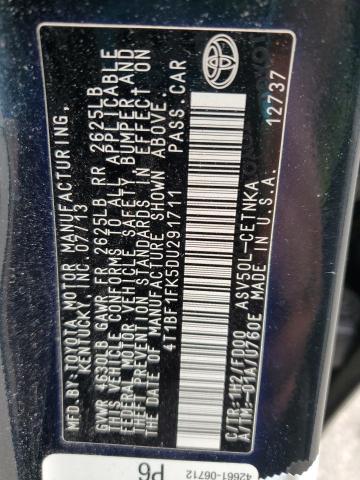 MFD. BY:
TOYOTA MOTOR MANUFACTURING,
KENTUCKY, INC. 07/13
GVWR 4630LB GAWR FR 2625LB RR 2625LB
THIS VEHICLE CONFORMS TO ALL APPLICABLE
FEDERAL MOTOR VEHICLE SAFETY, BUMPER AND
THEFT PREVENTION STANDARDS IN EFFECT ON
THE DATE OF MANUFACTURE SHOWN ABOVE.
4T1BF1FK5DU291711 PASS.CAR
C/TR:1H2/FD06 ASV50L-CETNKA
A/TM:-01A/U760E MADE IN U.S.A. 12737
42661-06712
P6